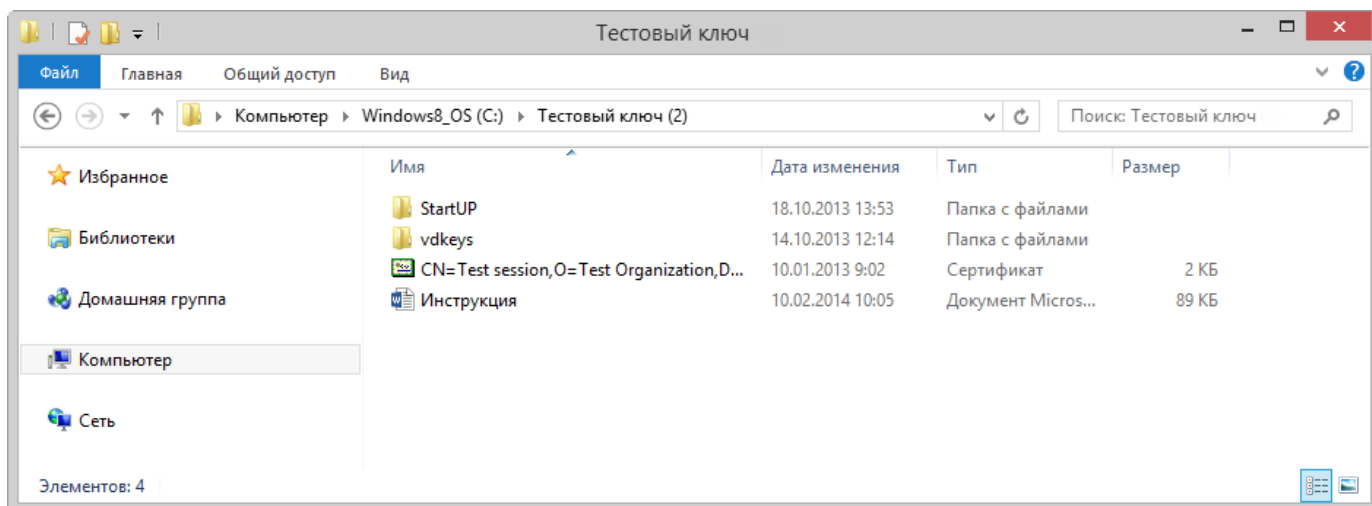 Тестовый ключ
Файл Главная Общий доступ Вид
Компьютер Windows8_OS (C:) Тестовый ключ (2) Поиск: Тестовый ключ
Избранное
Библиотеки
Домашняя группа
Компьютер
Сеть
Имя Дата изменения Тип Размер
StartUP 18.10.2013 13:53 Папка с файлами
vdkeys 14.10.2013 12:14 Папка с файлами
CN=Test session,O=Test Organization,D... 10.01.2013 9:02 Сертификат 2 КБ
Инструкция 10.02.2014 10:05 Документ Micros... 89 КБ
Элементов: 4